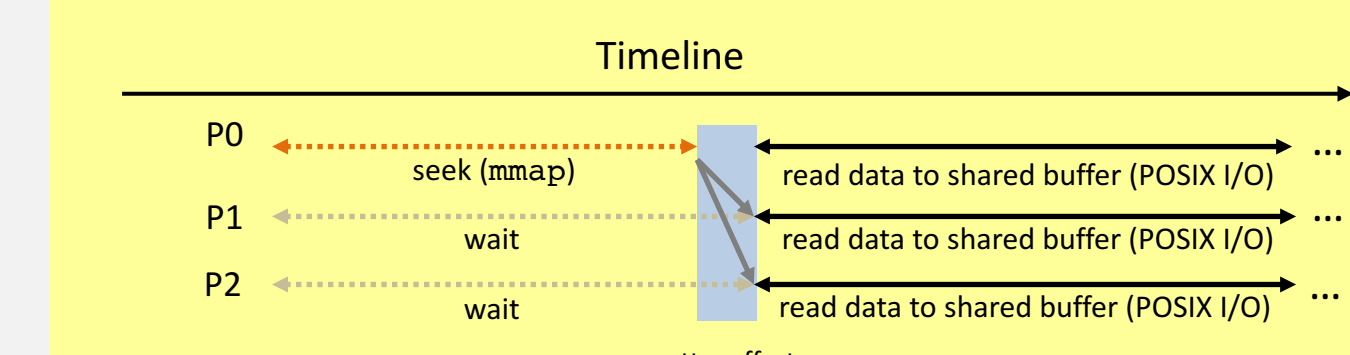 Timeline
P0
...
seek (mmap)
read data to shared buffer (POSIX I/O)
P1
...
wait
read data to shared buffer (POSIX I/O)
P2
...
wait
read data to shared buffer (POSIX I/O)